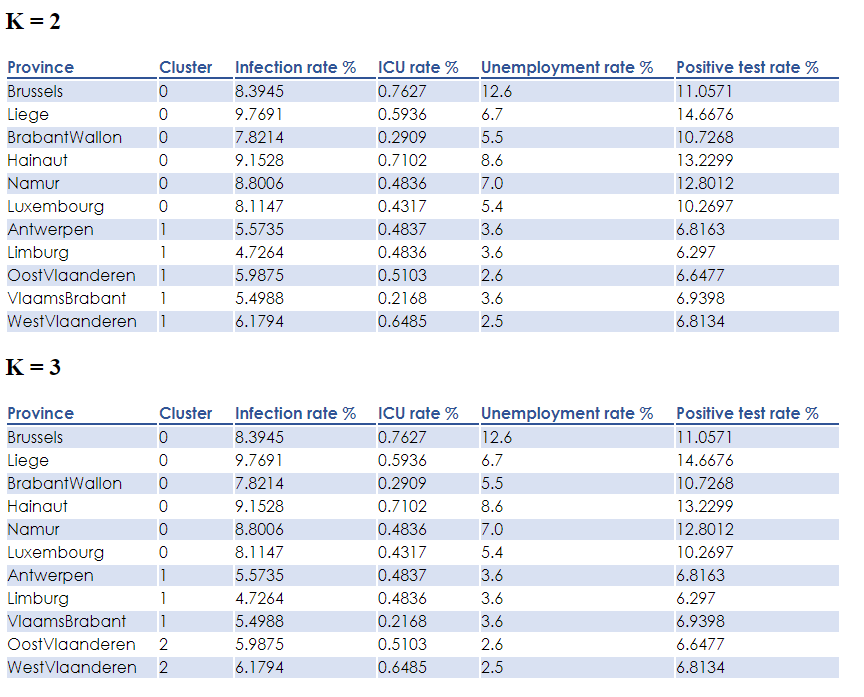 K = 2
Province Cluster Infection rate % ICU rate % Unemployment rate % Positive test rate %
Brussels 0 8.3945 0.7627 12.6 11.0571
Liege 0 9.7691 0.5936 6.7 14.6676
BrabantWallon 0 7.8214 0.2909 5.5 10.7268
Hainaut 0 9.1528 0.7102 8.6 13.2299
Namur 0 8.8006 0.4836 7.0 12.8012
Luxembourg 0 8.1147 0.4317 5.4 10.2697
Antwerpen 1 5.5735 0.4837 3.6 6.8163
Limburg 1 4.7264 0.4836 3.6 6.297
OostVlaanderen 1 5.9875 0.5103 2.6 6.6477
VlaamsBrabant 1 5.4988 0.2168 3.6 6.9398
WestVlaanderen 1 6.1794 0.6485 2.5 6.8134
K = 3
Province Cluster Infection rate % ICU rate % Unemployment rate % Positive test rate %
Brussels 0 8.3945 0.7627 12.6 11.0571
Liege 0 9.7691 0.5936 6.7 14.6676
BrabantWallon 0 7.8214 0.2909 5.5 10.7268
Hainaut 0 9.1528 0.7102 8.6 13.2299
Namur 0 8.8006 0.4836 7.0 12.8012
Luxembourg 0 8.1147 0.4317 5.4 10.2697
Antwerpen 1 5.5735 0.4837 3.6 6.8163
Limburg 1 4.7264 0.4836 3.6 6.297
VlaamsBrabant 1 5.4988 0.2168 3.6 6.9398
OostVlaanderen 2 5.9875 0.5103 2.6 6.6477
WestVlaanderen 2 6.1794 0.6485 2.5 6.8134